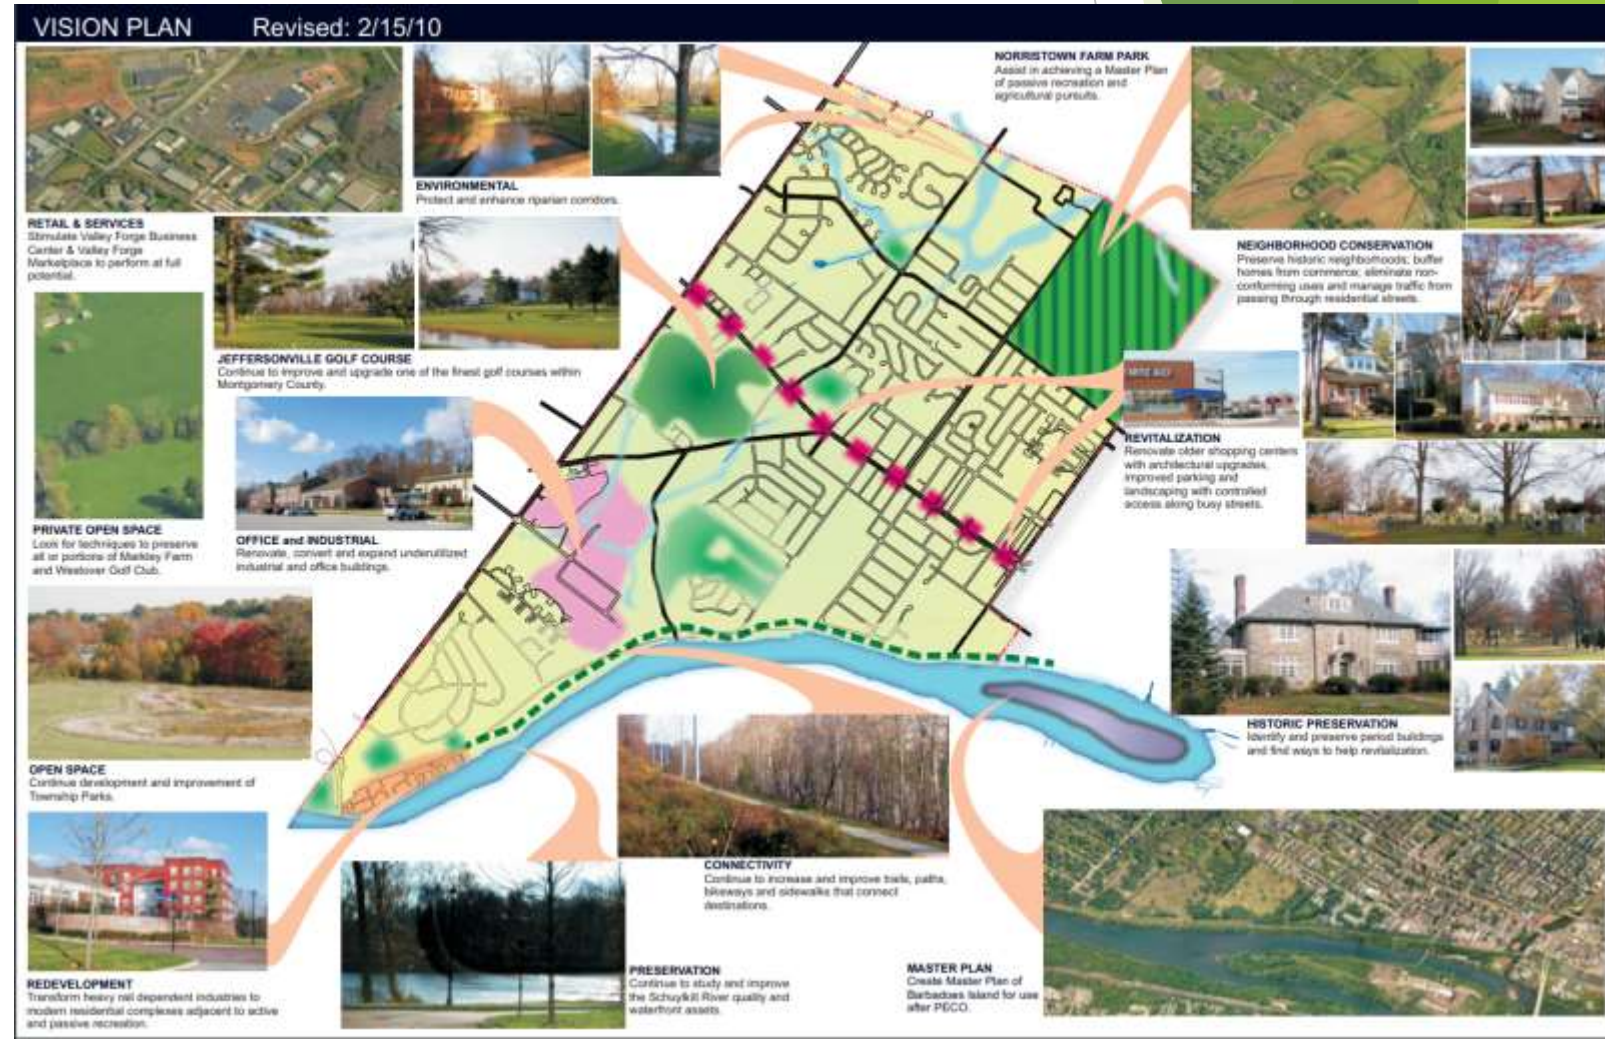 VISION PLAN Revised: 2/15/10
NORRISTOWN FARM PARK
Assist in achieving a Master Plan
of passive recreation and
agricultural pursuits.
ENVIRONMENTAL
Protect and enhance riparian corridors.
RETAIL & SERVICES
Stimulate Valley Forge Business
Center & Valley Forge
Marketplace to perform at full
potential.
NEIGHBORHOOD CONSERVATION
Preserve historic neighborhoods; buffer
homes from commerce; eliminate non-
conforming uses and manage traffic from
passing through residential streets.
JEFFERSONVILLE GOLF COURSE
Continue to improve and upgrade one of the finest golf courses within
Montgomery County.
RITE AID
REVITALIZATION
Renovate older shopping centers
with architectural upgrades,
improved parking and
landscaping with controlled
access along busy streets.
PRIVATE OPEN SPACE
Look for techniques to preserve
all or portions of Markley Farm
and Westover Golf Club.
OFFICE and INDUSTRIAL
Renovate, convert and expand underutilized
industrial and office buildings.
HISTORIC PRESERVATION
Identify and preserve period buildings
and find ways to help revitalization.
OPEN SPACE
Continue development and improvement of
Township Parks.
CONNECTIVITY
Continue to increase and improve trails, paths,
bikeways and sidewalks that connect
destinations.
REDEVELOPMENT
Transform heavy rail dependent industries to
modern residential complexes adjacent to active
and passive recreation.
PRESERVATION
Continue to study and improve
the Schuylkill River quality and
waterfront assets.
MASTER PLAN
Create Master Plan of
Barbadoes Island for use
after PECO.